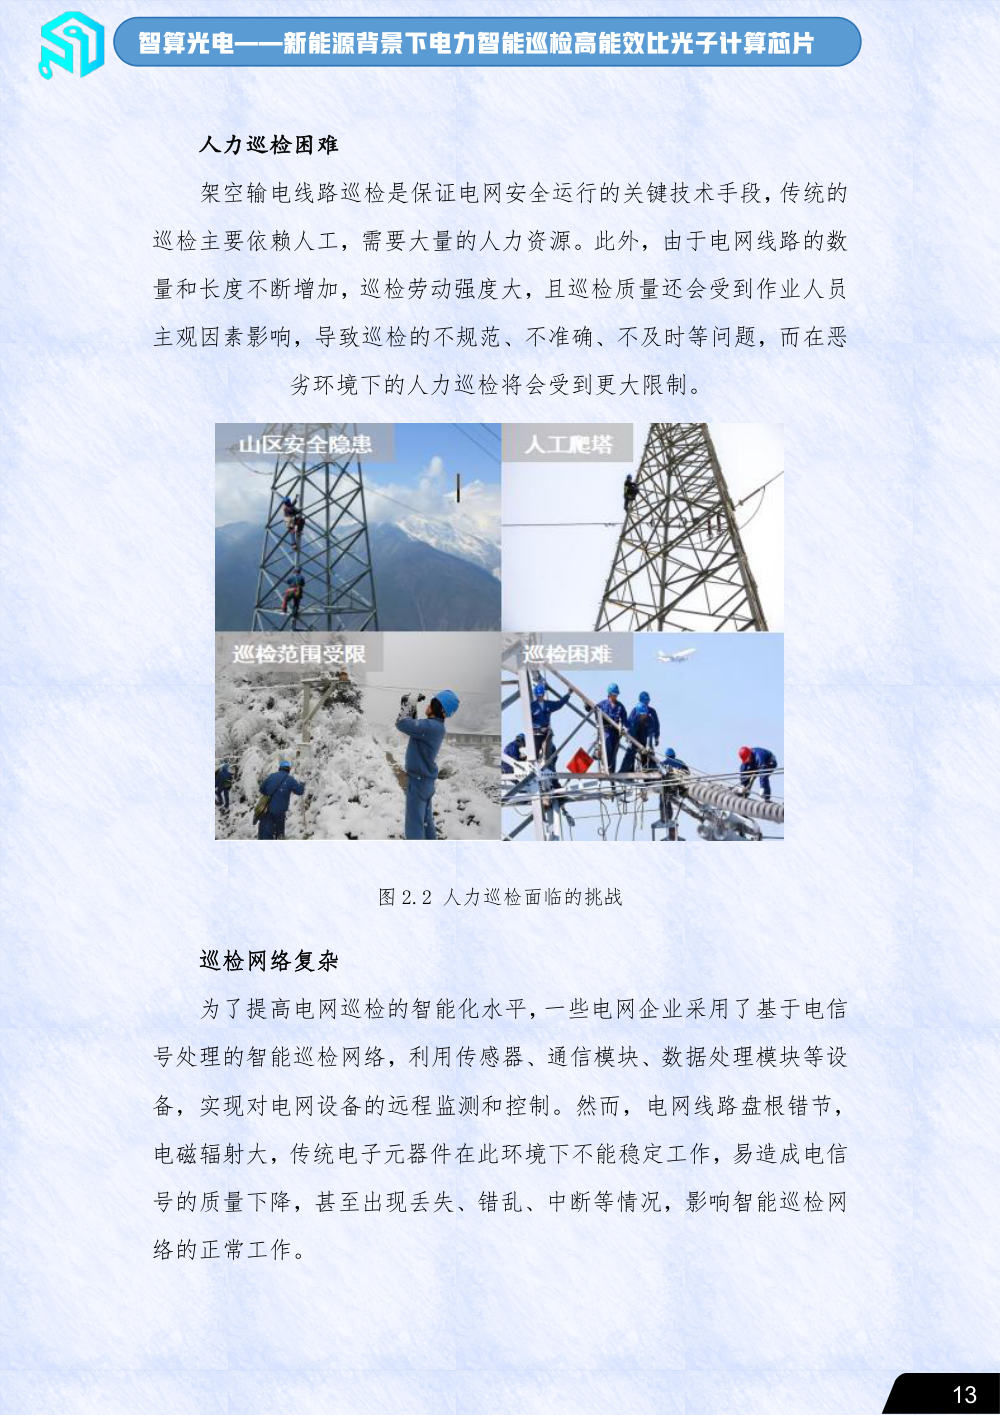 智算光电——新能源背景下电力智能巡检高能效比光子计算芯片
人力巡检困难
架空输电线路巡检是保证电网安全运行的关键技术手段，传统的
巡检主要依赖人工，需要大量的人力资源。此外，由于电网线路的数
量和长度不断增加，巡检劳动强度大，且巡检质量还会受到作业人员
主观因素影响，导致巡检的不规范、不准确、不及时等问题，而在恶
劣环境下的人力巡检将会受到更大限制。
山区安全隐患
人工爬塔
巡检范围受限
巡检困难
图 2.2 人力巡检面临的挑战
巡检网络复杂
为了提高电网巡检的智能化水平，一些电网企业采用了基于电信
号处理的智能巡检网络，利用传感器、通信模块、数据处理模块等设
备，实现对电网设备的远程监测和控制。然而，电网线路盘根错节，
电磁辐射大，传统电子元器件在此环境下不能稳定工作，易造成电信
号的质量下降，甚至出现丢失、错乱、中断等情况，影响智能巡检网
络的正常工作。
13